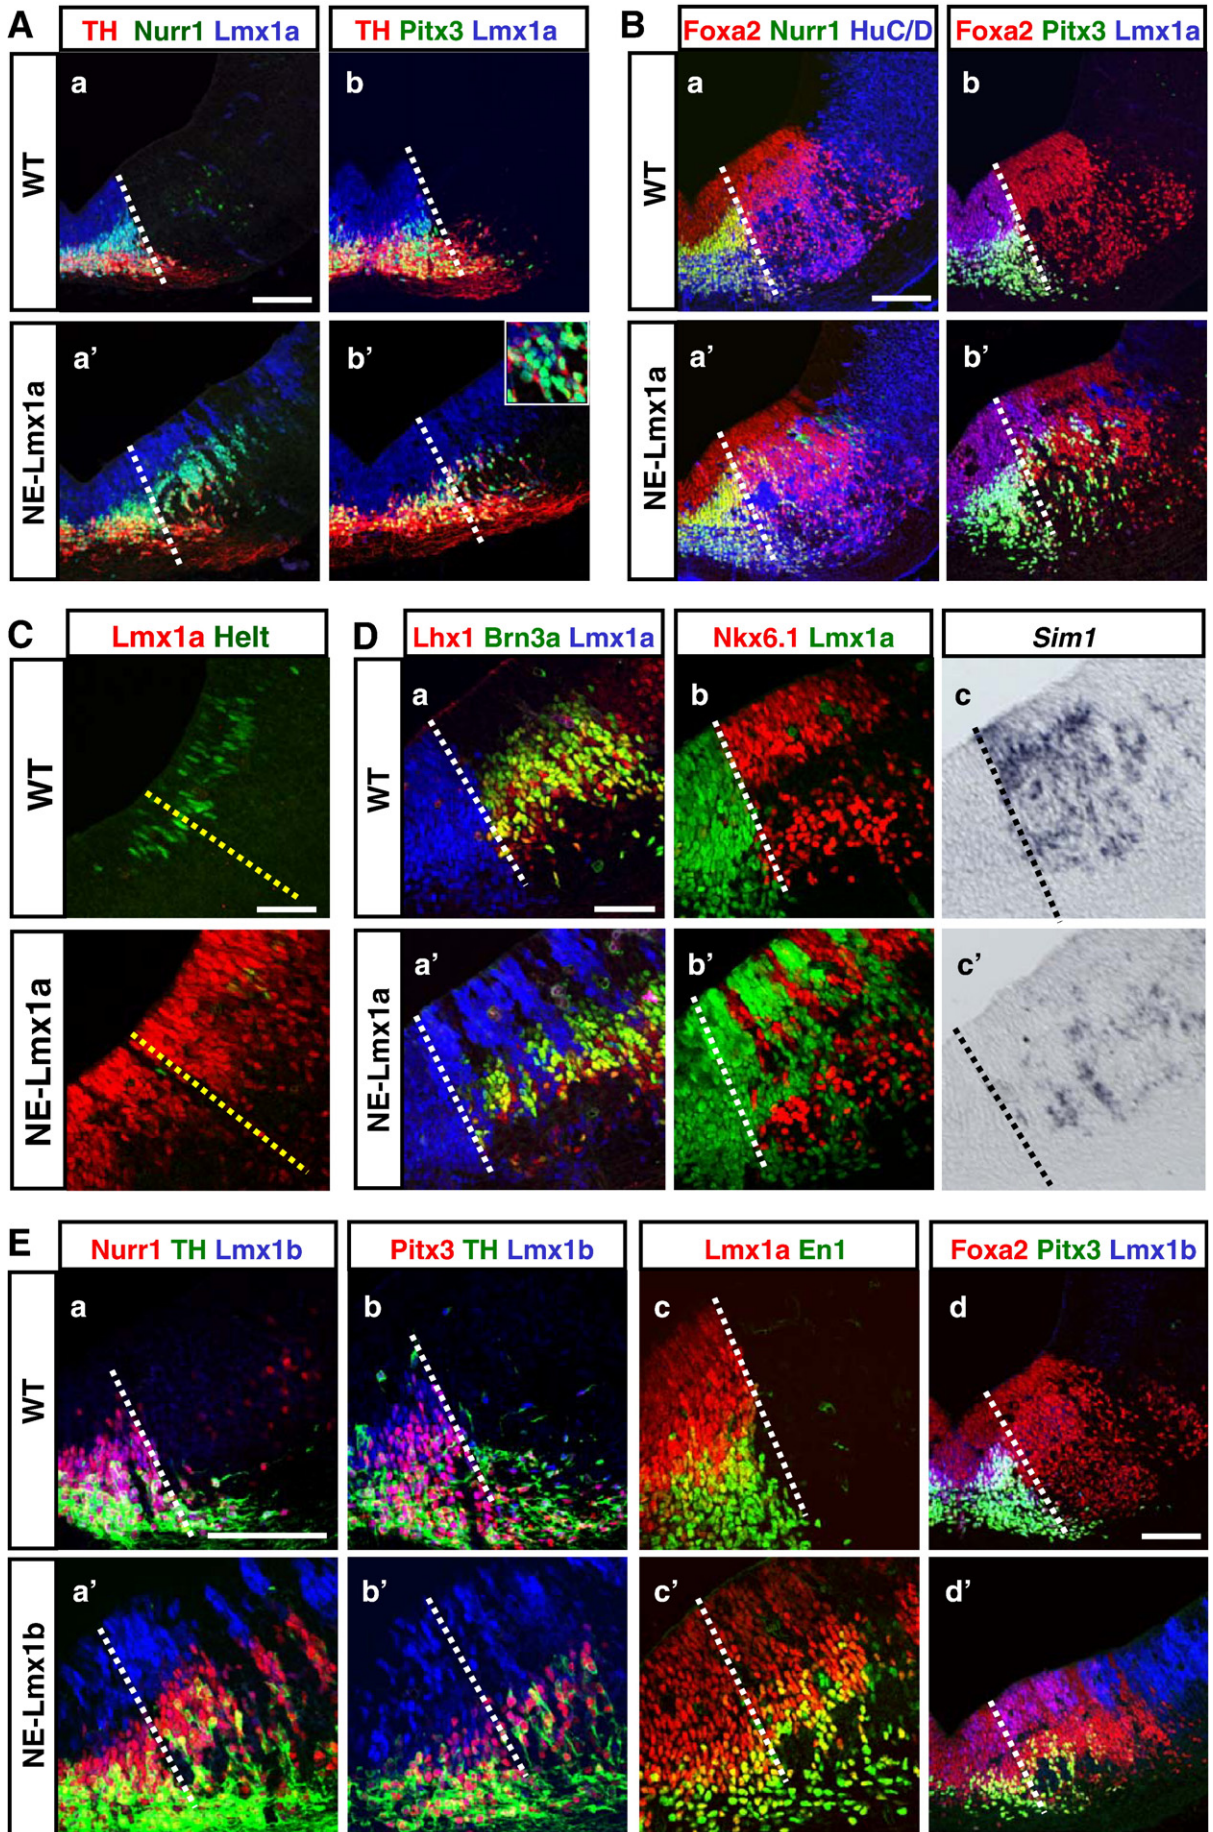 A
TH Nurr1 Lmx1a
TH Pitx3 Lmx1a
WT
a
b
NE-Lmx1a
a’
b’
B
Foxa2 Nurr1 HuC/D
Foxa2 Pitx3 Lmx1a
WT
a
b
NE-Lmx1a
a’
b’
C
Lmx1a Helt
WT
NE-Lmx1a
D
Lhx1 Brn3a Lmx1a
Nkx6.1 Lmx1a
Sim1
WT
a
b
c
NE-Lmx1a
a’
b’
c’
E
Nurr1 TH Lmx1b
Pitx3 TH Lmx1b
Lmx1a En1
Foxa2 Pitx3 Lmx1b
WT
a
b
c
d
NE-Lmx1b
a’
b’
c’
d’